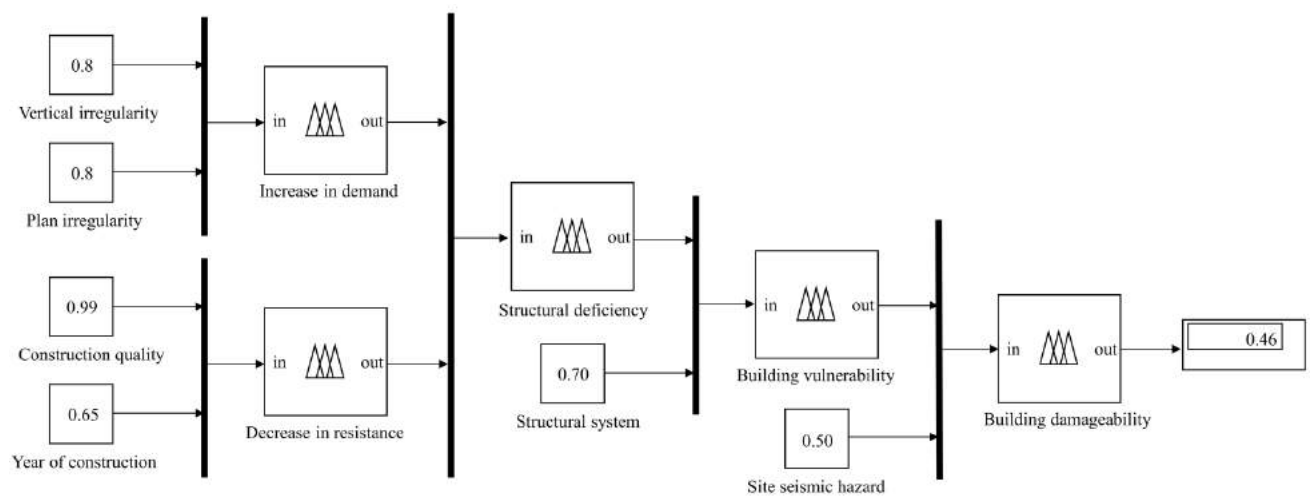 0.8
Vertical irregularity
0.8
Plan irregularity
in out
Increase in demand
0.99
Construction quality
0.65
Year of construction
in out
Decrease in resistance
in out
Structural deficiency
0.70
Structural system
in out
Building vulnerability
0.50
Site seismic hazard
in out
Building damageability
0.46